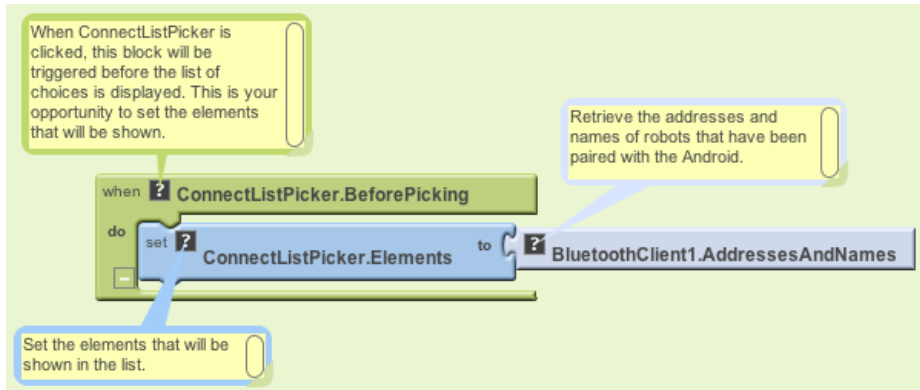 When ConnectListPicker is
clicked, this block will be
triggered before the list of
choices is displayed. This is your
opportunity to set the elements
that will be shown.
Retrieve the addresses and
names of robots that have been
paired with the Android.
when ? ConnectListPicker.BeforePicking
do set ? ConnectListPicker.Elements to ? BluetoothClient1.AddressesAndNames
Set the elements that will be
shown in the list.